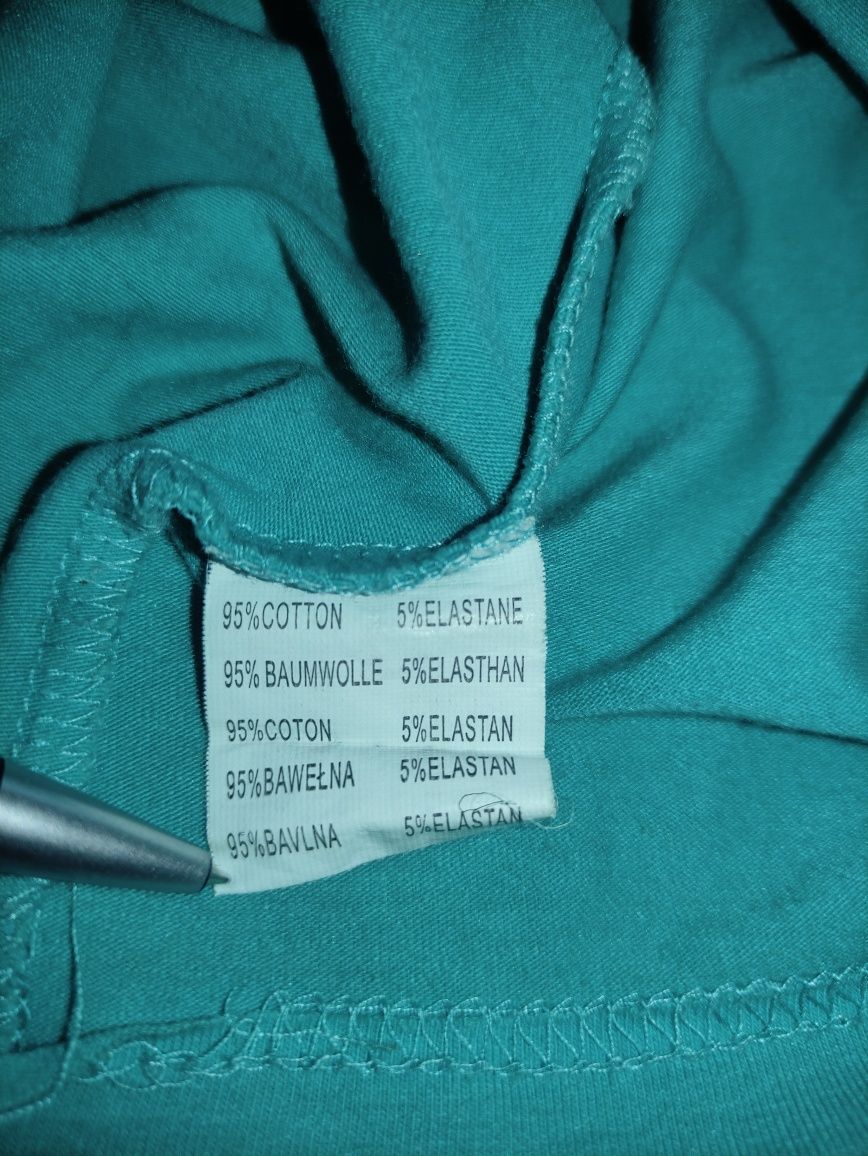 95%COTTON 5%ELASTANE
95% BAUMWOLLE 5%ELASTHAN
95%COTON 5%ELASTAN
95%BAWEŁNA 5%ELASTAN
95%BAVLNA 5%ELASTAN